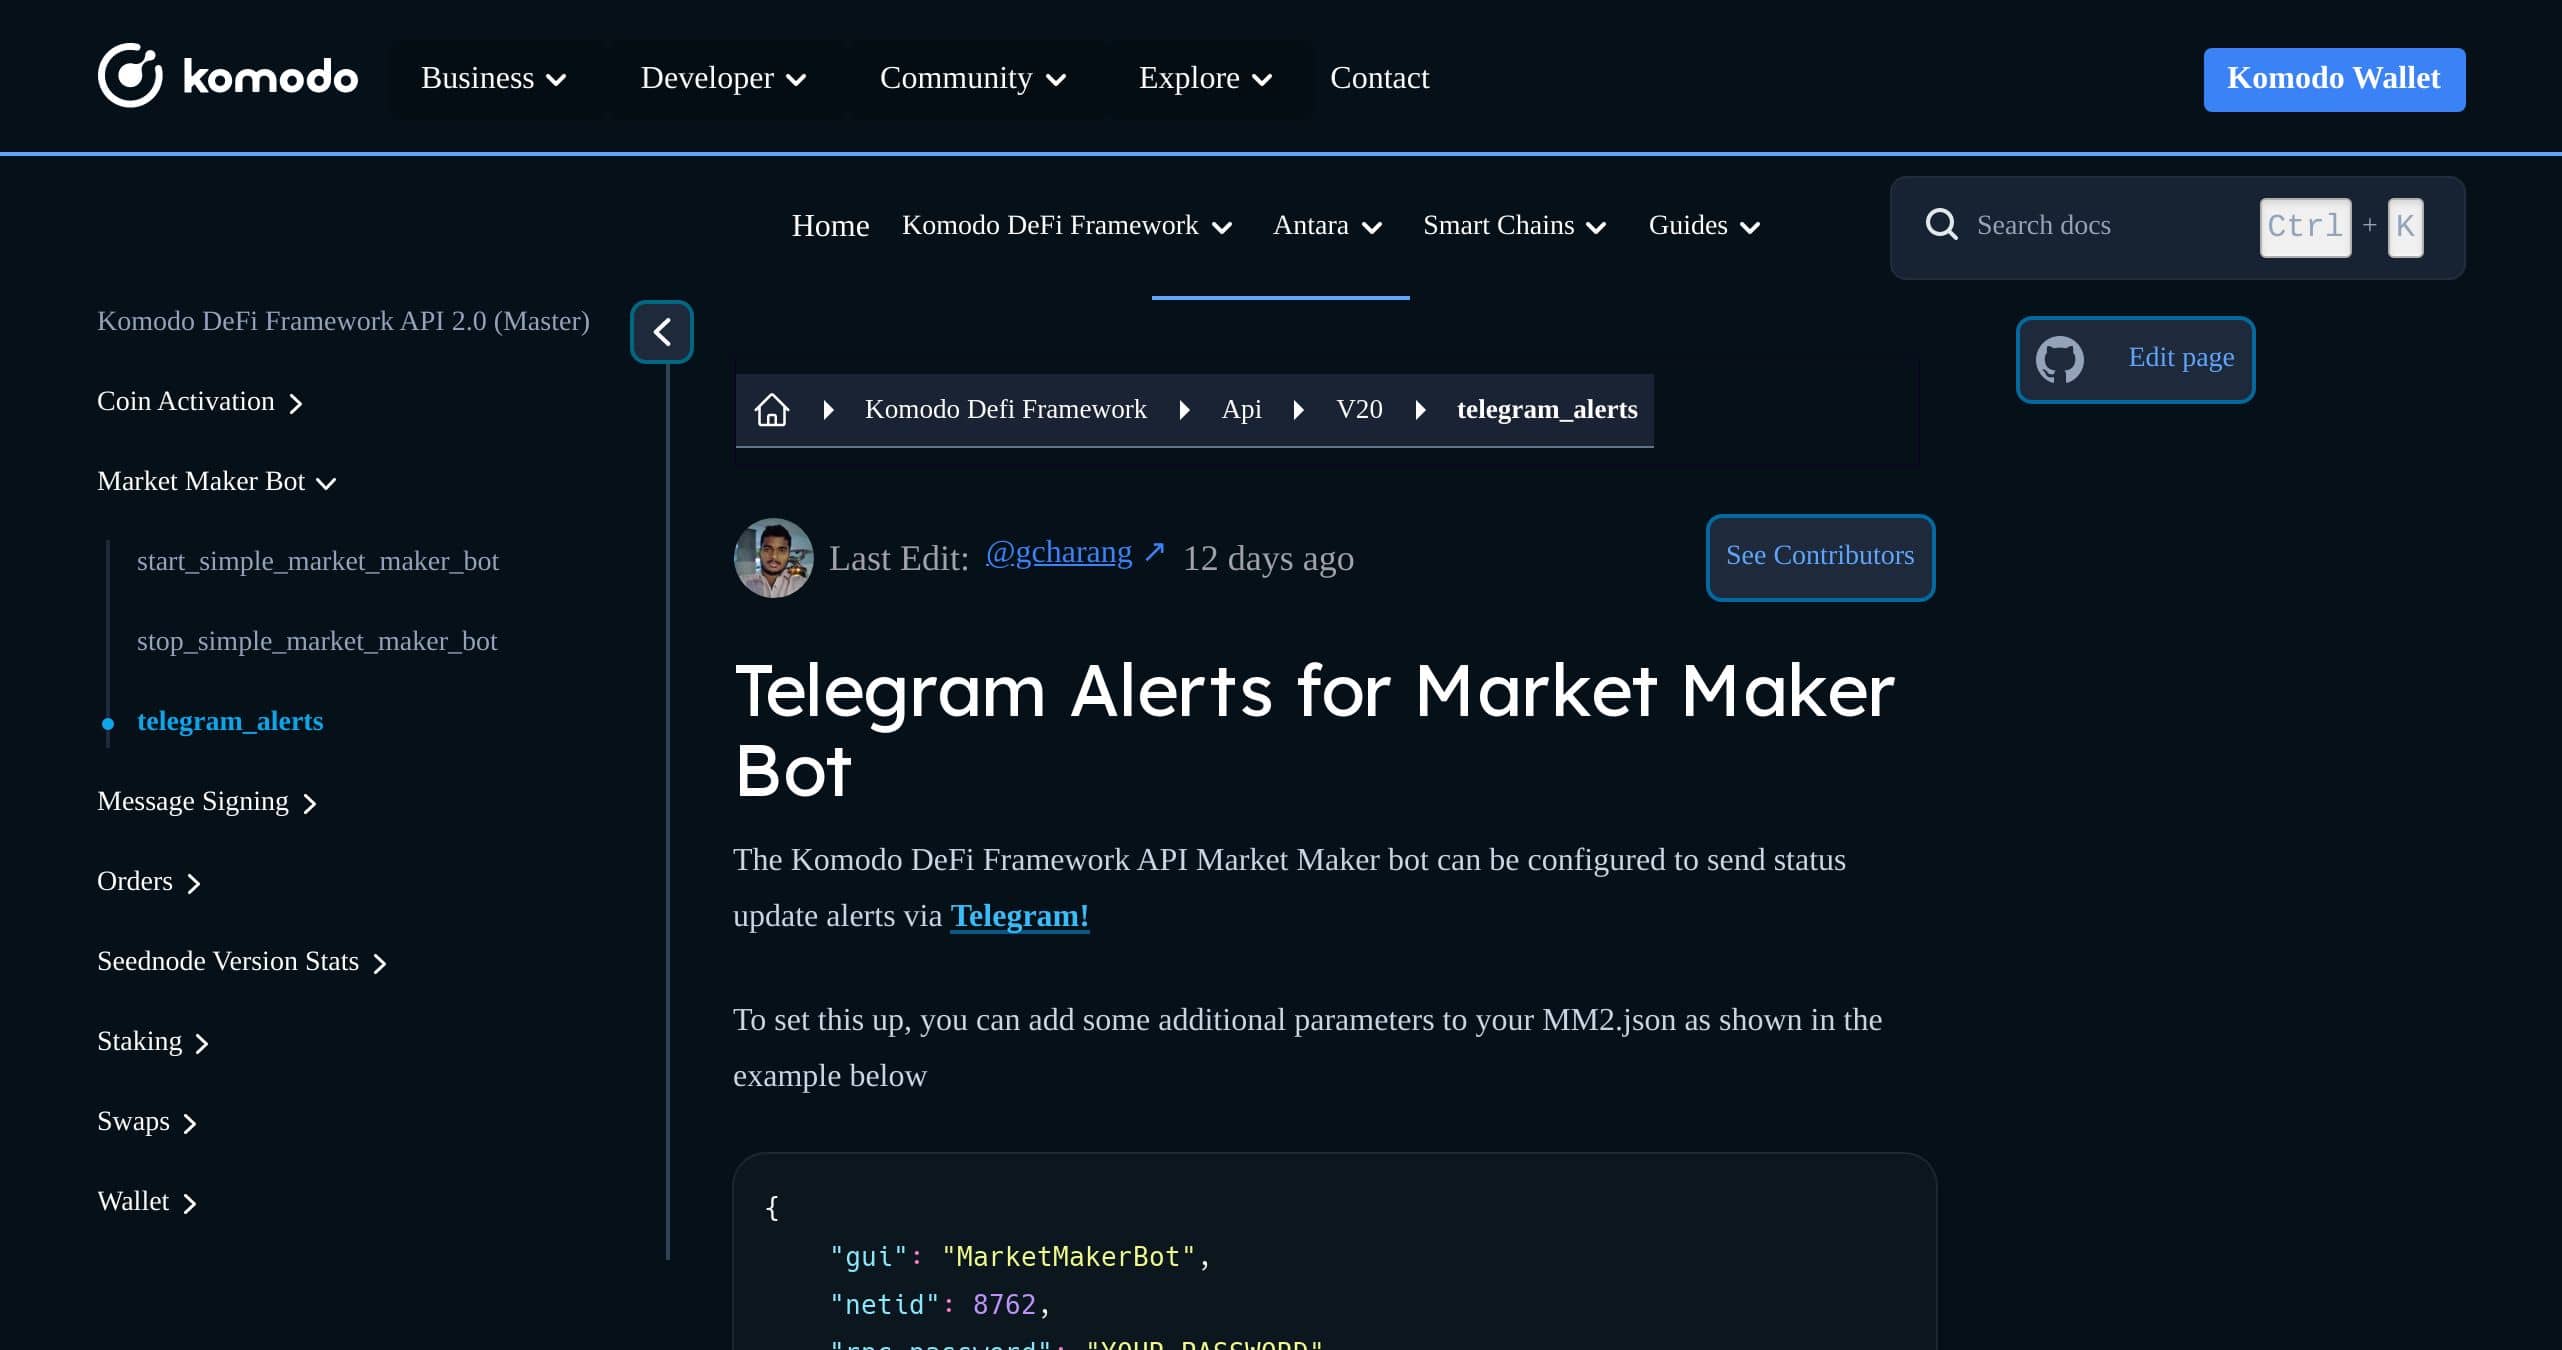 komodo
Business
Developer
Community
Explore
Contact
Komodo Wallet
Home
Komodo DeFi Framework
Antara
Smart Chains
Guides
Search docs
Ctrl + K
Komodo DeFi Framework API 2.0 (Master)
Coin Activation
Market Maker Bot
start_simple_market_maker_bot
stop_simple_market_maker_bot
telegram_alerts
Message Signing
Orders
Seednode Version Stats
Staking
Swaps
Wallet
Komodo Defi Framework
Api
V20
telegram_alerts
Edit page
Last Edit: @gcharang ↗ 12 days ago
See Contributors
Telegram Alerts for Market Maker
Bot
The Komodo DeFi Framework API Market Maker bot can be configured to send status
update alerts via Telegram!
To set this up, you can add some additional parameters to your MM2.json as shown in the
example below
{
"gui": "MarketMakerBot",
"netid": 8762,
"rpc_password": "YOUR_PASSWORD"